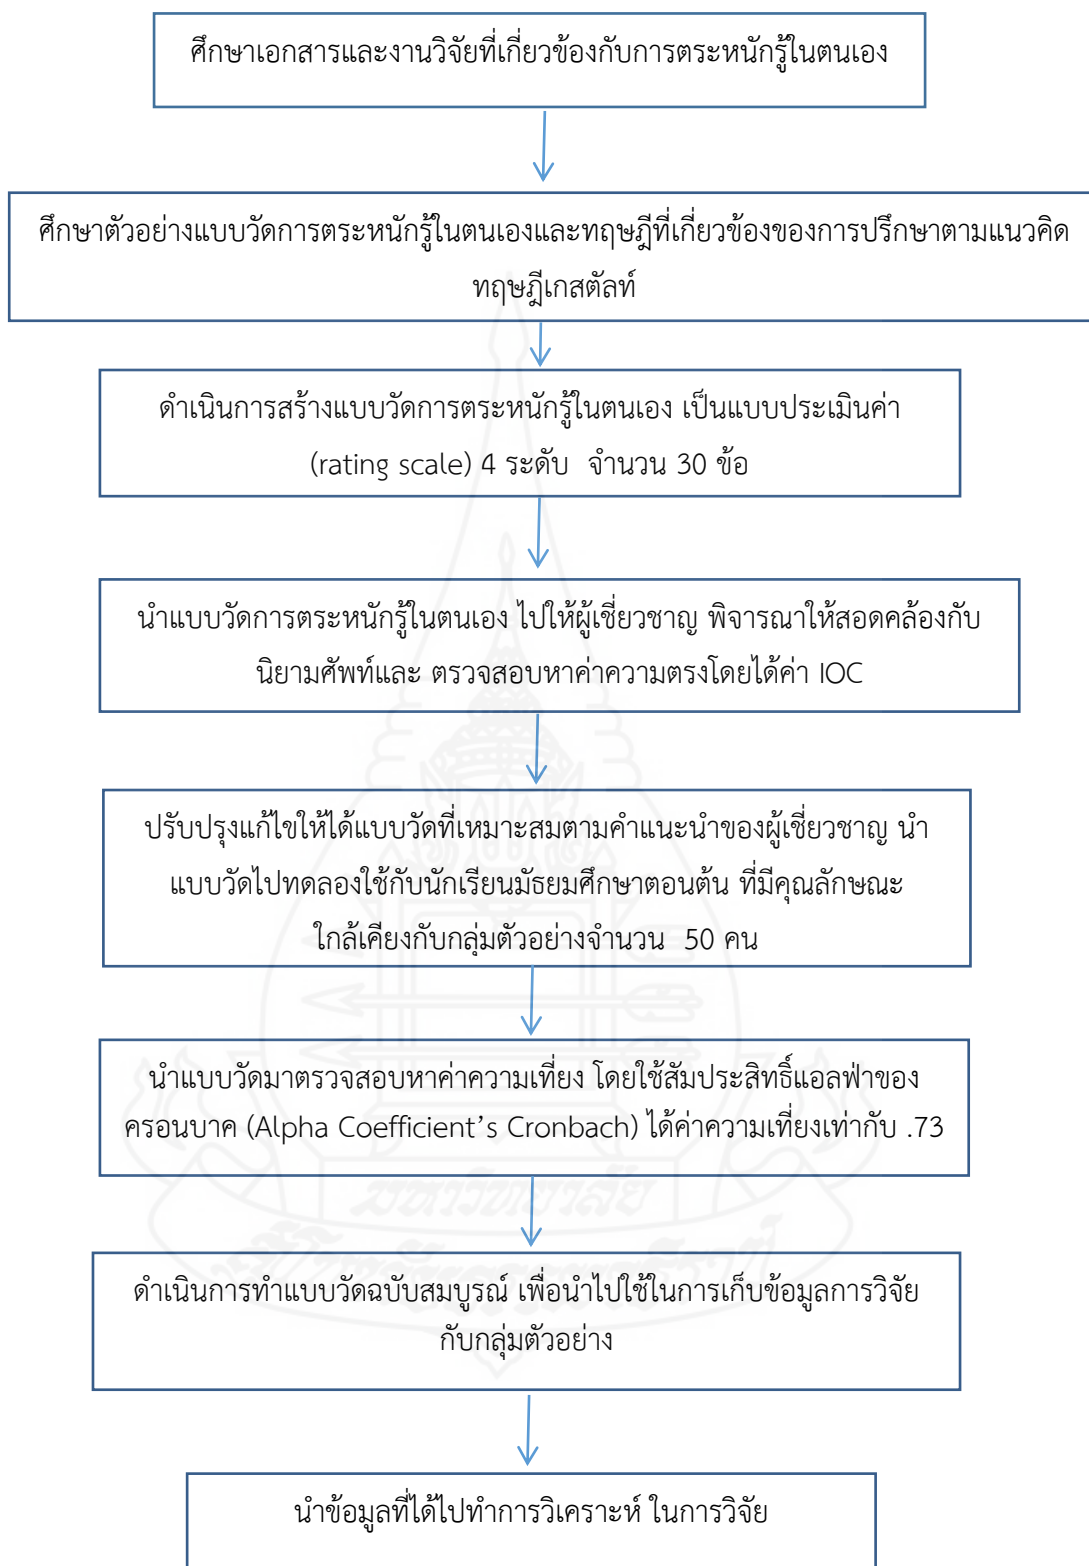 ศึกษาเอกสารและงานวิจัยที่เกี่ยวข้องกับการตระหนักรู้ในตนเอง
ศึกษาตัวอย่างแบบวัดการตระหนักรู้ในตนเองและทฤษฎีที่เกี่ยวข้องของการปรึกษาตามแนวคิด
ทฤษฎีเกสตัลท์
ดำเนินการสร้างแบบวัดการตระหนักรู้ในตนเอง เป็นแบบประเมินค่า
(rating scale) 4 ระดับ จำนวน 30 ข้อ
นำแบบวัดการตระหนักรู้ในตนเอง ไปให้ผู้เชี่ยวชาญ พิจารณาให้สอดคล้องกับ
นิยามศัพท์และ ตรวจสอบหาค่าความตรงโดยได้ค่า IOC
ปรับปรุงแก้ไขให้ได้แบบวัดที่เหมาะสมตามคำแนะนำของผู้เชี่ยวชาญ นำ
แบบวัดไปทดลองใช้กับนักเรียนมัธยมศึกษาตอนต้น ที่มีคุณลักษณะ
ใกล้เคียงกับกลุ่มตัวอย่างจำนวน 50 คน
นำแบบวัดมาตรวจสอบหาค่าความเที่ยง โดยใช้สัมประสิทธิ์แอลฟ่าของ
ครอนบาค (Alpha Coefficient’s Cronbach) ได้ค่าความเที่ยงเท่ากับ .73
มหาวิทยาลัย
สุโขทัยธรรมาธิราช
ดำเนินการทำแบบวัดฉบับสมบูรณ์ เพื่อนำไปใช้ในการเก็บข้อมูลการวิจัย
กับกลุ่มตัวอย่าง
นำข้อมูลที่ได้ไปทำการวิเคราะห์ ในการวิจัย